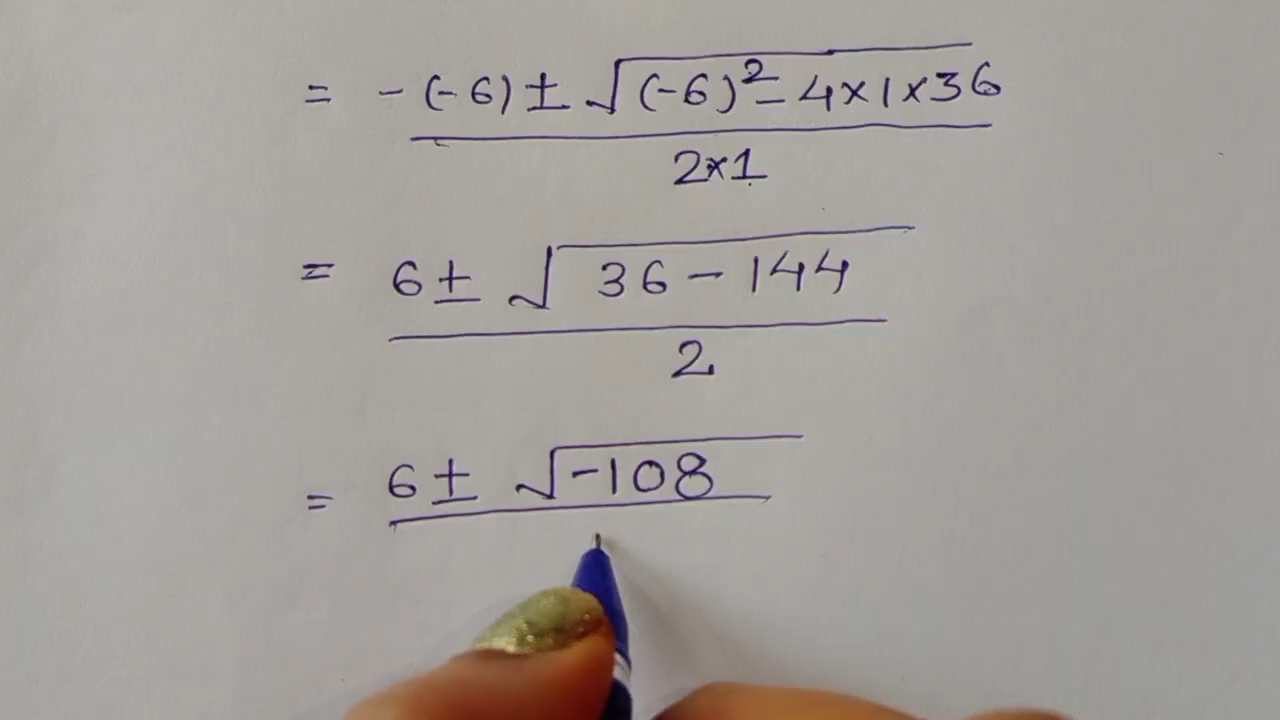 = -(-6) ± √(-6)² - 4×1×36
2×1
= 6 ± √36 - 144
2
= 6 ± √-108